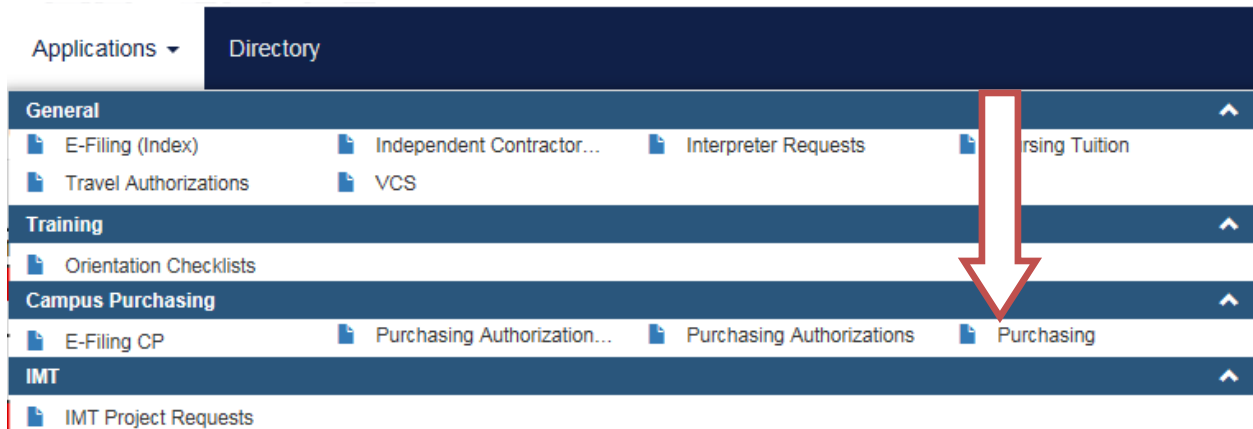 Applications Directory
General
E-Filing (Index) Independent Contractor... Interpreter Requests Tuition
Travel Authorizations VCS
Training
Orientation Checklists
Campus Purchasing
E-Filing CP Purchasing Authorization... Purchasing Authorizations Purchasing
IMT
IMT Project Requests